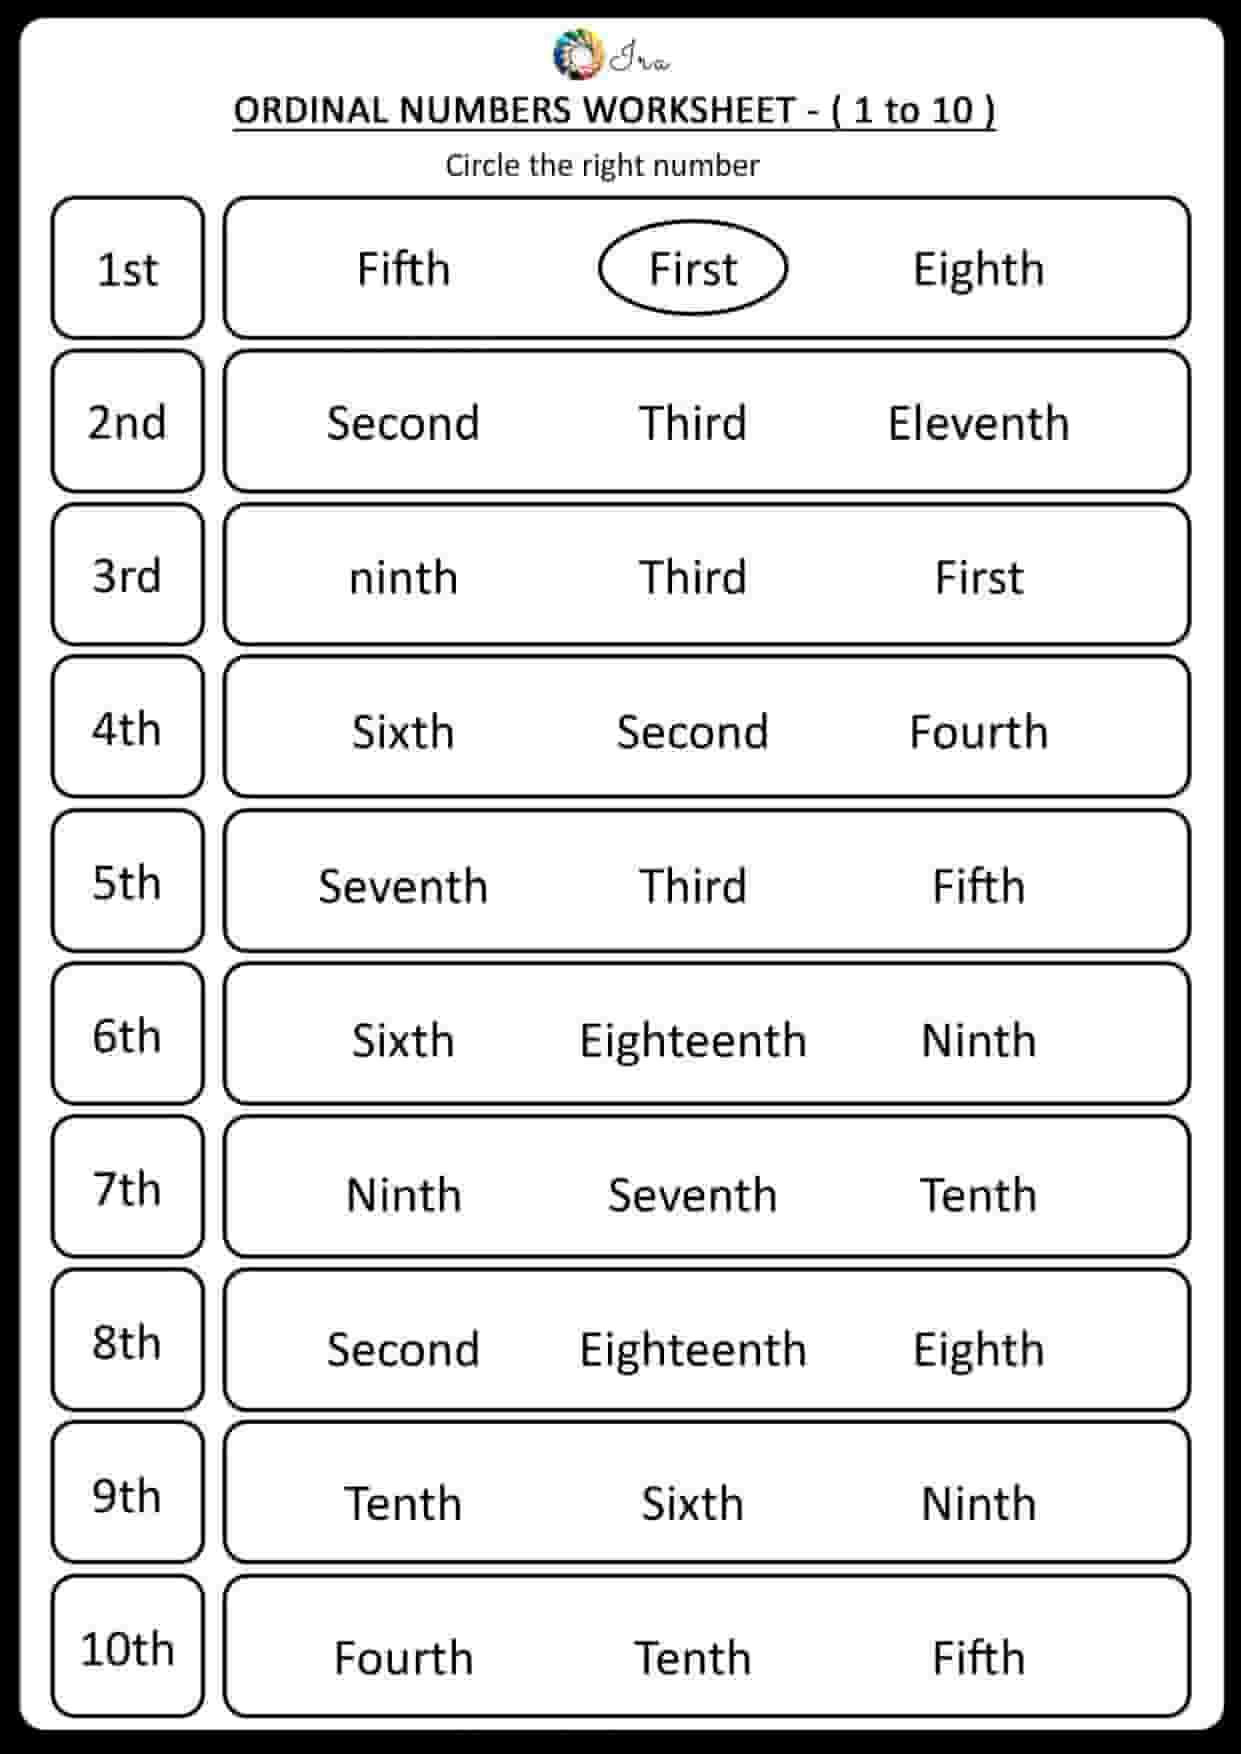 Ira
ORDINAL NUMBERS WORKSHEET - ( 1 to 10 )
Circle the right number
1st Fifth First Eighth
2nd Second Third Eleventh
3rd ninth Third First
4th Sixth Second Fourth
5th Seventh Third Fifth
6th Sixth Eighteenth Ninth
7th Ninth Seventh Tenth
8th Second Eighteenth Eighth
9th Tenth Sixth Ninth
10th Fourth Tenth Fifth